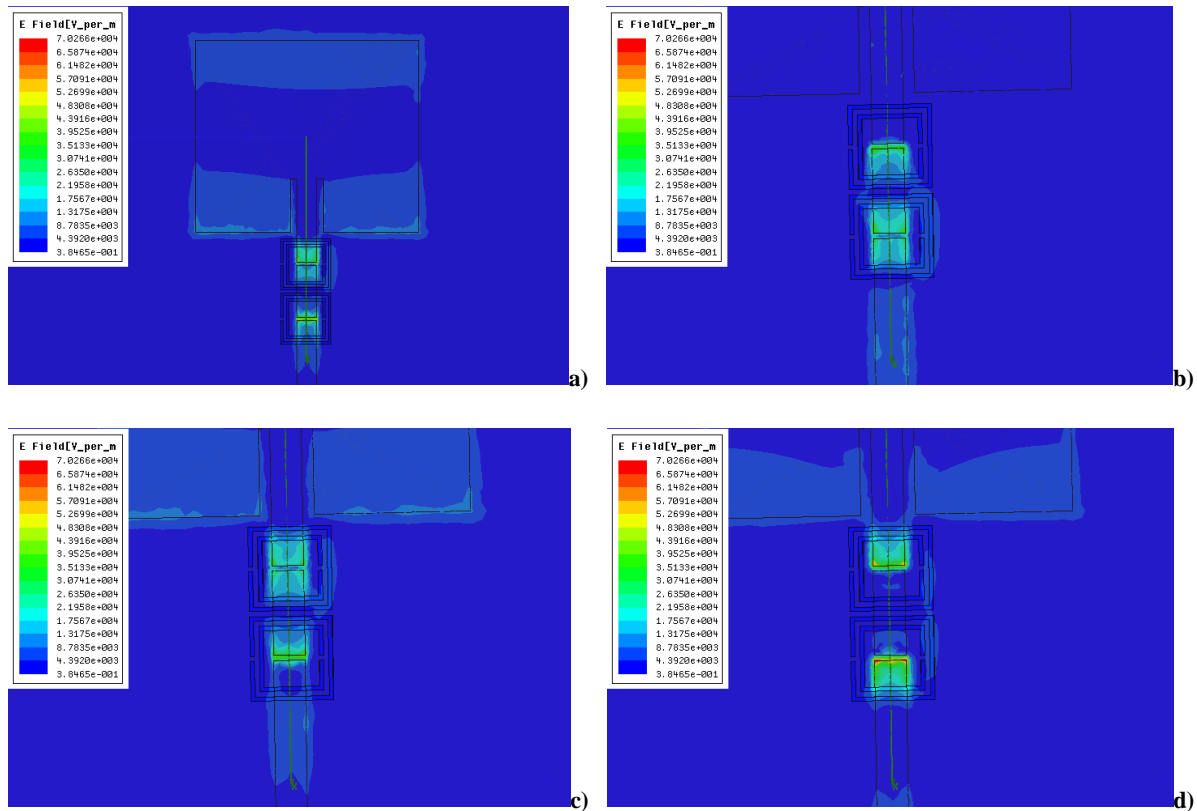 E Field[V_per_m
7.0266e+004
6.5874e+004
6.1482e+004
5.7091e+004
5.2699e+004
4.8308e+004
4.3916e+004
3.9525e+004
3.5133e+004
3.0741e+004
2.6350e+004
2.1958e+004
1.7567e+004
1.3175e+004
8.7835e+003
4.3920e+003
3.8465e-001
a)
E Field[V_per_m
7.0266e+004
6.5874e+004
6.1482e+004
5.7091e+004
5.2699e+004
4.8308e+004
4.3916e+004
3.9525e+004
3.5133e+004
3.0741e+004
2.6350e+004
2.1958e+004
1.7567e+004
1.3175e+004
8.7835e+003
4.3920e+003
3.8465e-001
b)
E Field[V_per_m
7.0266e+004
6.5874e+004
6.1482e+004
5.7091e+004
5.2699e+004
4.8308e+004
4.3916e+004
3.9525e+004
3.5133e+004
3.0741e+004
2.6350e+004
2.1958e+004
1.7567e+004
1.3175e+004
8.7835e+003
4.3920e+003
3.8465e-001
c)
E Field[V_per_m
7.0266e+004
6.5874e+004
6.1482e+004
5.7091e+004
5.2699e+004
4.8308e+004
4.3916e+004
3.9525e+004
3.5133e+004
3.0741e+004
2.6350e+004
2.1958e+004
1.7567e+004
1.3175e+004
8.7835e+003
4.3920e+003
3.8465e-001
d)